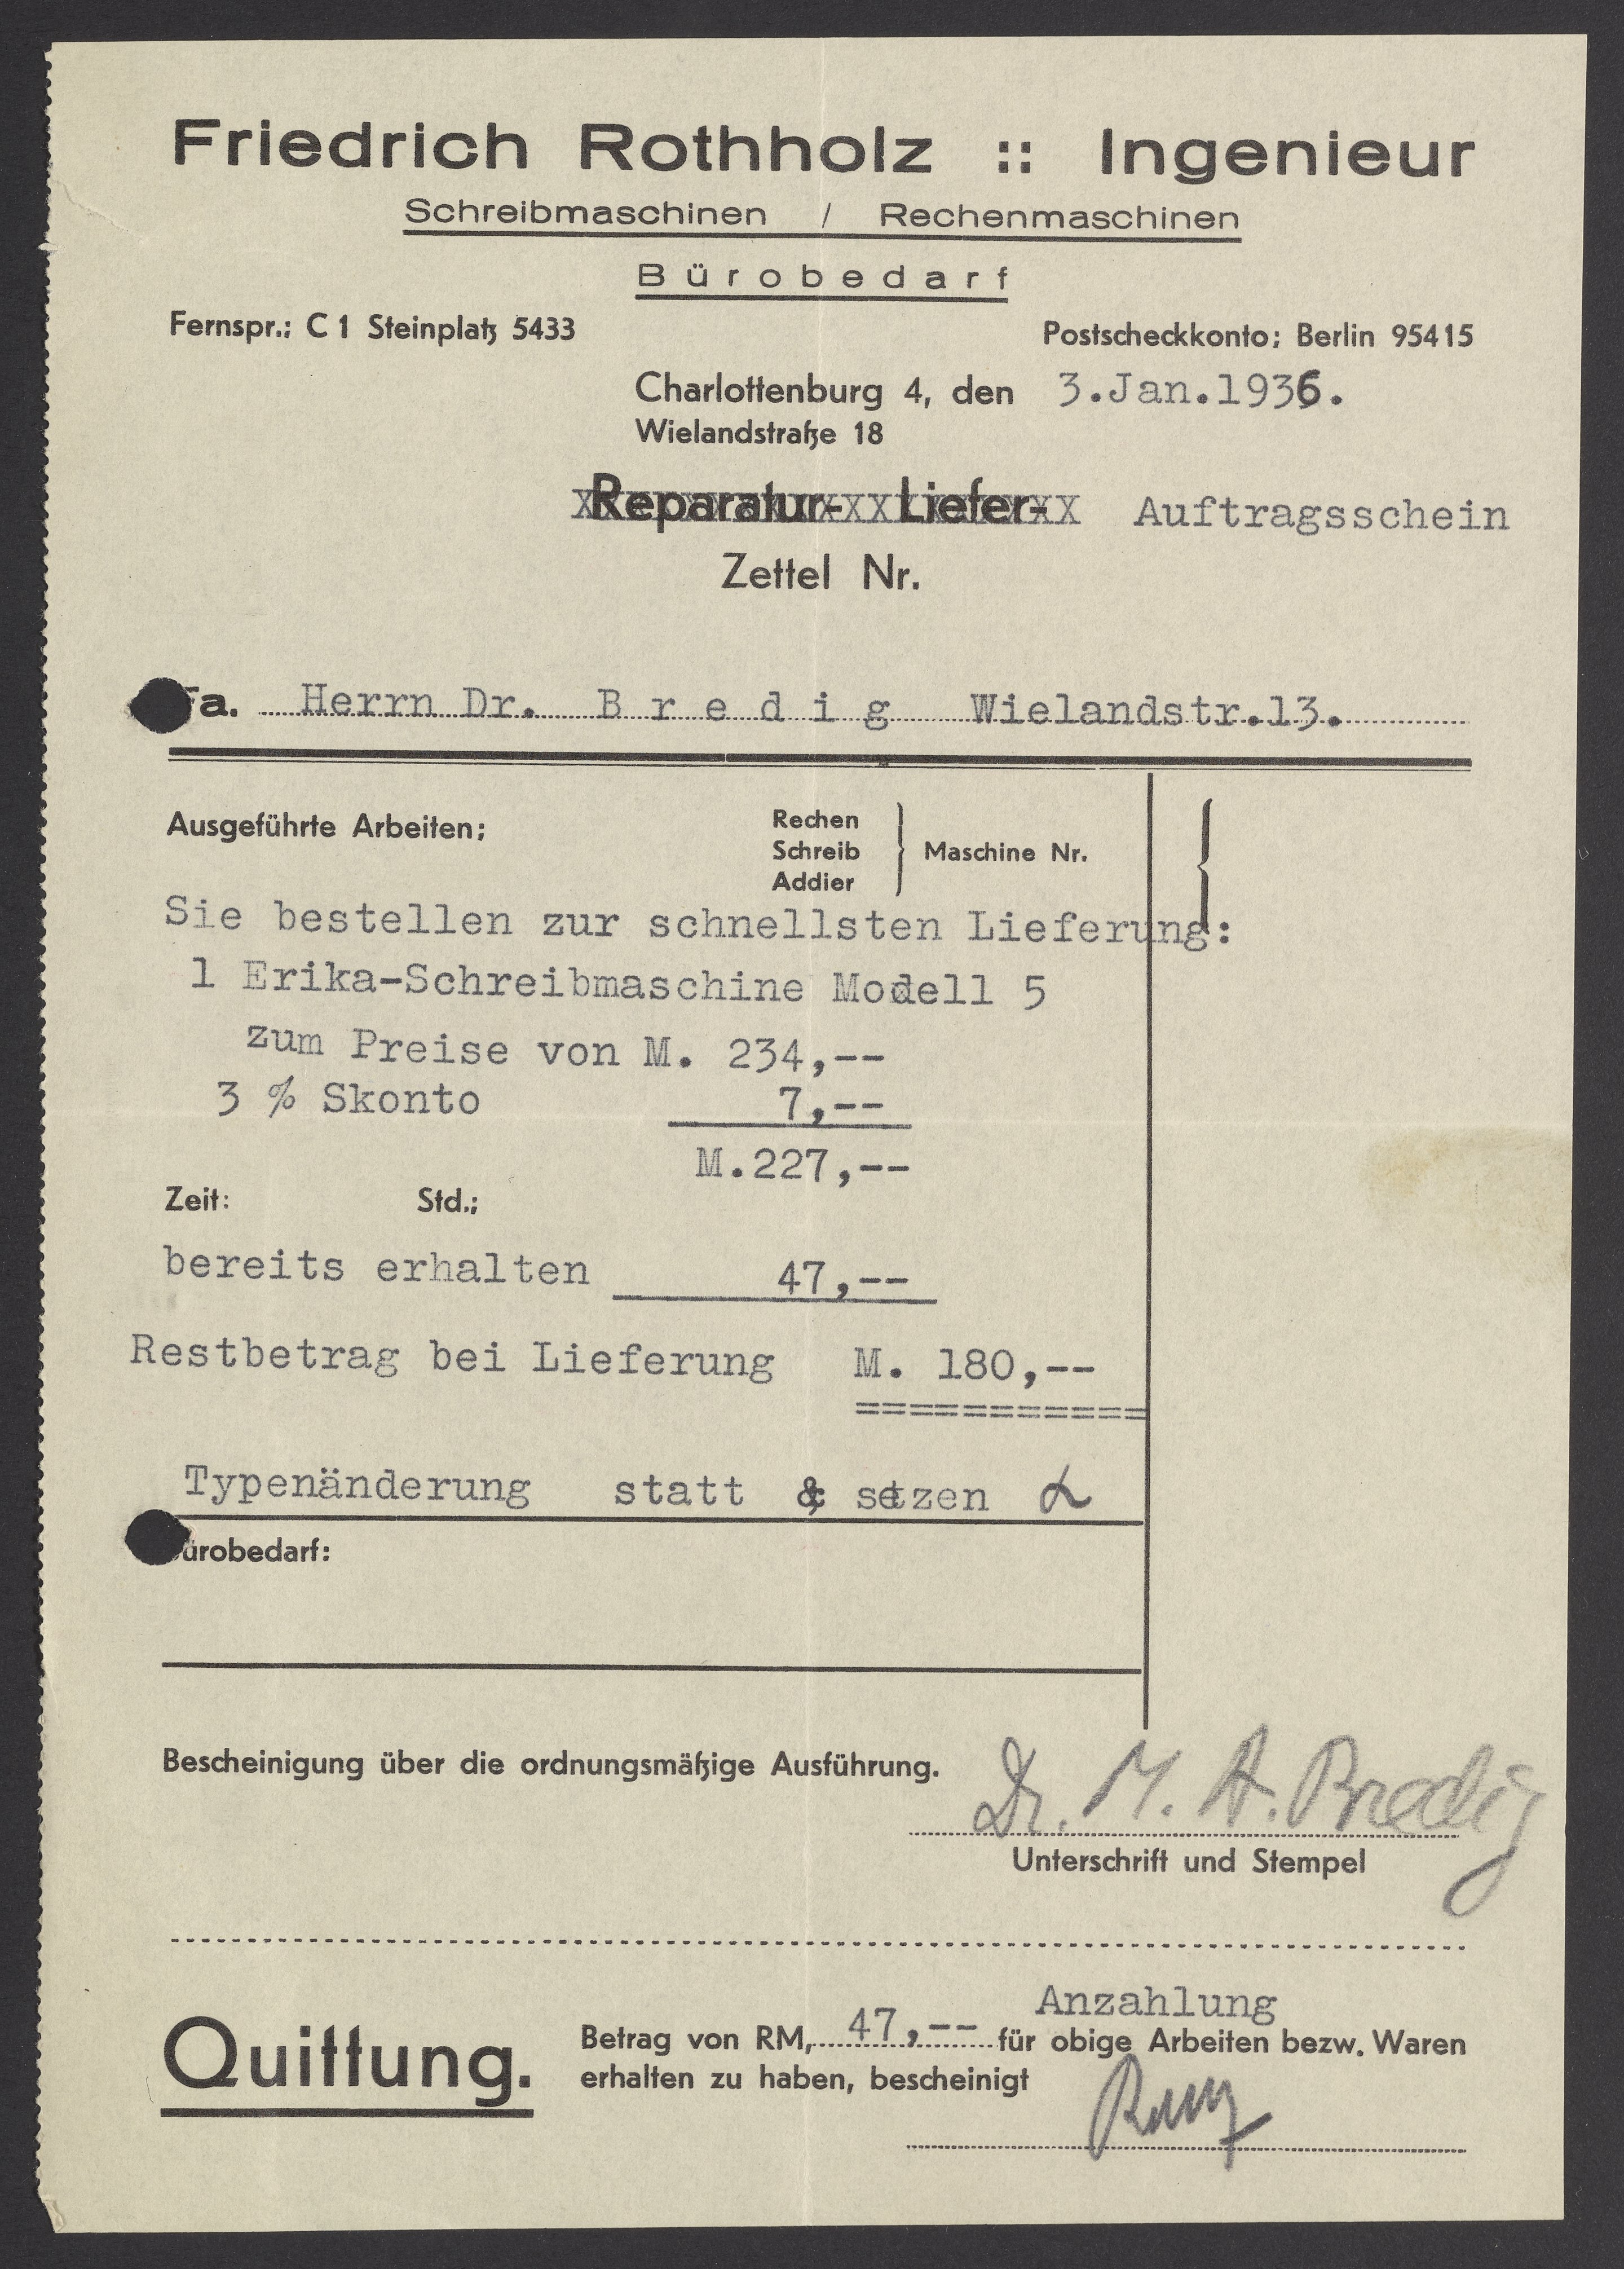 Friedrich Rothholz :: Ingenieur
Schreibmaschinen / Rechenmaschinen
Bürobedarf
Fernspr.: C 1 Steinplatz 5433
Postscheckkonto: Berlin 95415
Charlottenburg 4, den 3.Jan.1936.
Wielandstraße 18
Reparatur- Liefer- Auftragsschein
Zettel Nr.
Fa. Herrn Dr. B r e d i g Wielandstr.13.
Ausgeführte Arbeiten:
Rechen
Schreib
Addier
Maschine Nr.
Sie bestellen zur schnellsten Lieferung:
1 Erika-Schreibmaschine Modell 5
zum Preise von M. 234,--
3 % Skonto 7,--
M.227,--
Zeit: Std.:
bereits erhalten 47,--
Restbetrag bei Lieferung M. 180,--
===========
Typenänderung statt & setzen α
Bürobedarf:
Bescheinigung über die ordnungsmäßige Ausführung.
Dr. M. A. Bredig
Unterschrift und Stempel
Anzahlung
Quittung.
Betrag von RM, 47,-- für obige Arbeiten bezw. Waren
erhalten zu haben, bescheinigt